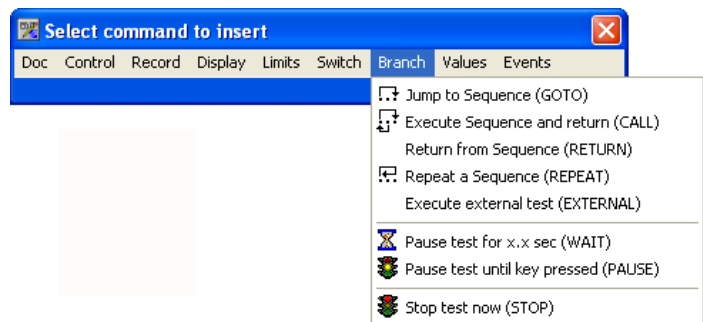 Select command to insert
Doc Control Record Display Limits Switch Branch Values Events
Jump to Sequence (GOTO)
Execute Sequence and return (CALL)
Return from Sequence (RETURN)
Repeat a Sequence (REPEAT)
Execute external test (EXTERNAL)
Pause test for x.x sec (WAIT)
Pause test until key pressed (PAUSE)
Stop test now (STOP)